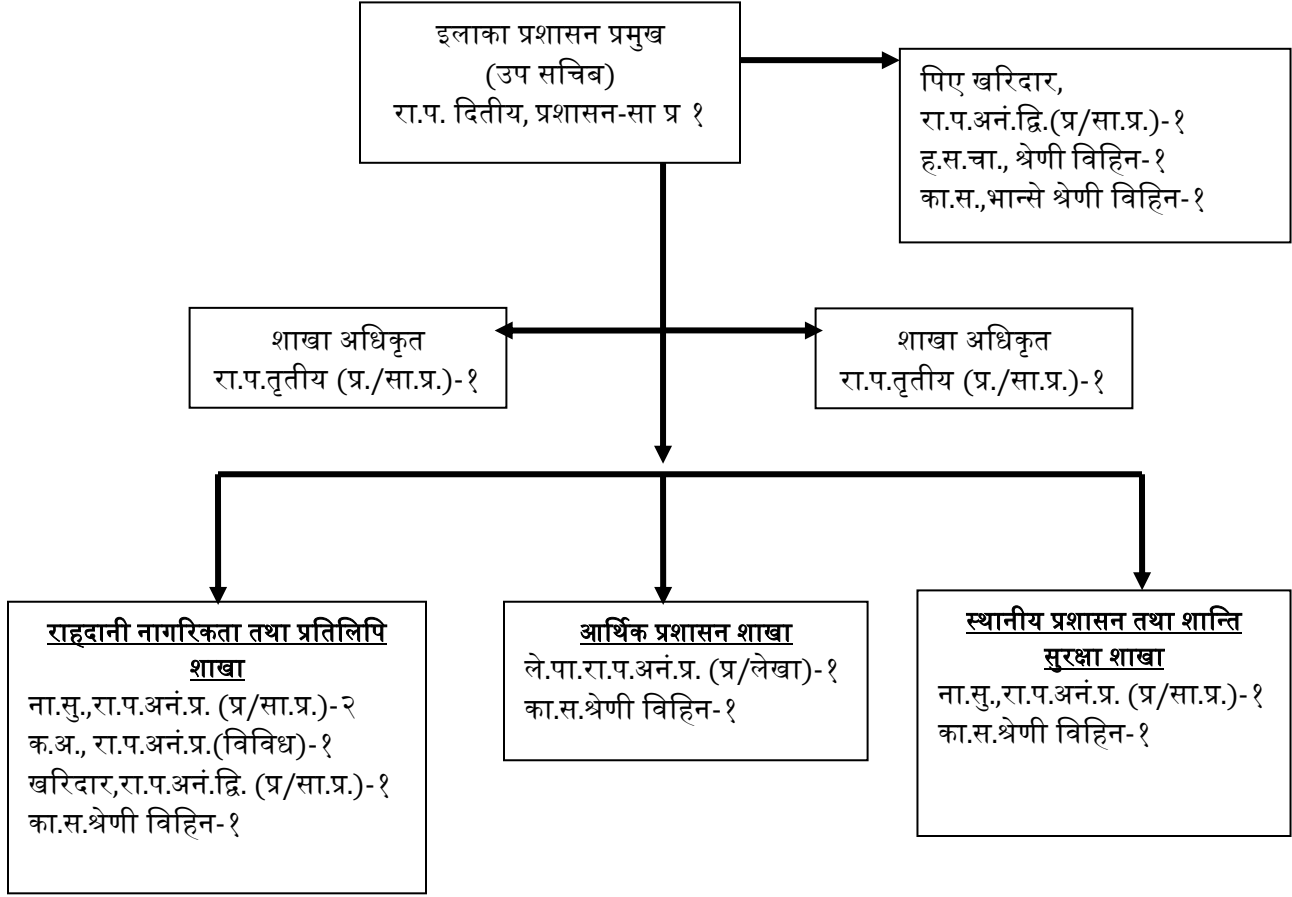 इलाका प्रशासन प्रमुख
(उप सचिब)
रा.प. दितीय, प्रशासन-सा प्र १
पिए खरिदार,
रा.प.अनं.द्वि.(प्र/सा.प्र.)-१
ह.स.चा., श्रेणी विहिन-१
का.स.,भान्से श्रेणी विहिन-१
शाखा अधिकृत
रा.प.तृतीय (प्र./सा.प्र.)-१
शाखा अधिकृत
रा.प.तृतीय (प्र./सा.प्र.)-१
राहदानी नागरिकता तथा प्रतिलिपि
शाखा
ना.सु.,रा.प.अनं.प्र. (प्र/सा.प्र.)-२
क.अ., रा.प.अनं.प्र.(विविध)-१
खरिदार,रा.प.अनं.द्वि. (प्र/सा.प्र.)-१
का.स.श्रेणी विहिन-१
आर्थिक प्रशासन शाखा
ले.पा.रा.प.अनं.प्र. (प्र/लेखा)-१
का.स.श्रेणी विहिन-१
स्थानीय प्रशासन तथा शान्ति
सुरक्षा शाखा
ना.सु.,रा.प.अनं.प्र. (प्र/सा.प्र.)-१
का.स.श्रेणी विहिन-१